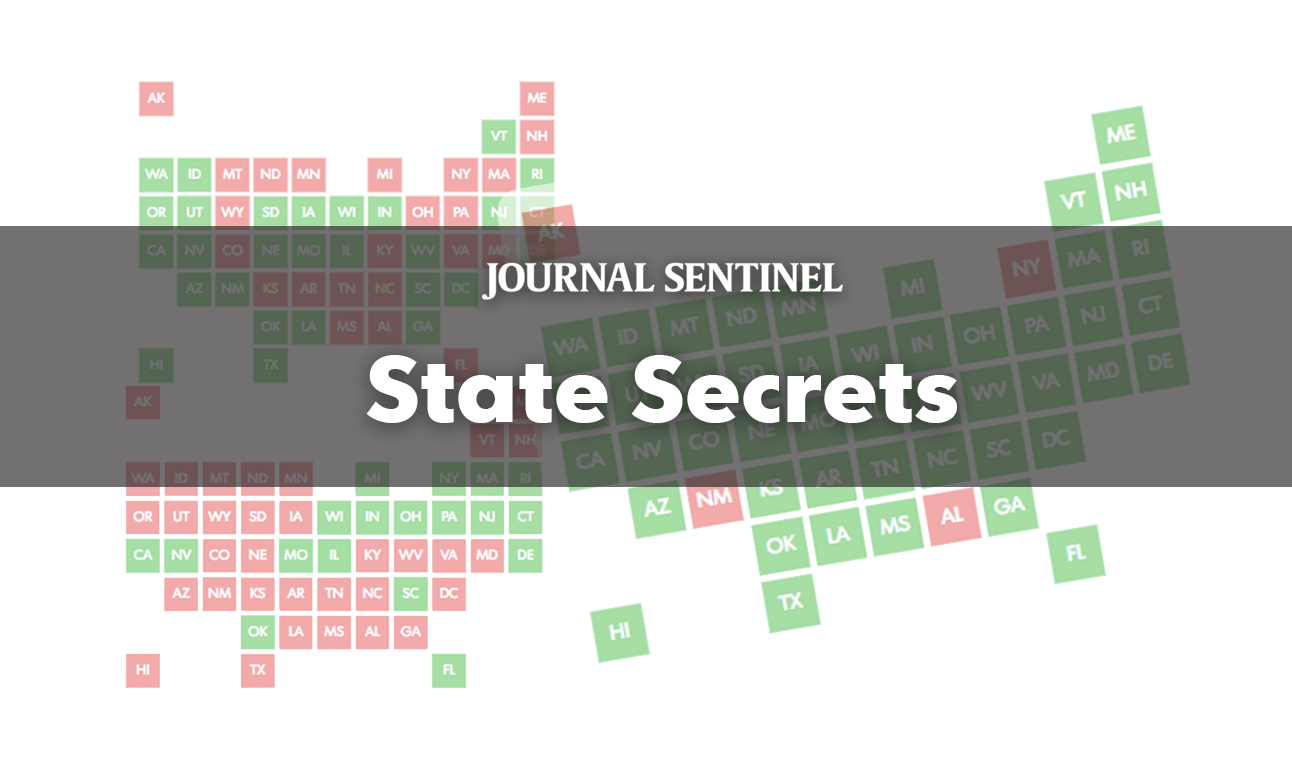 AK ME
VT NH
WA ID MT ND MN MI NY MA RI
OR UT WY SD IA WI IN OH PA NJ CT
CA NV CO NE MO IL KY WV VA MD DE
AZ NM KS AR TN NC SC DC
OK LA MS AL GA
HI TX FL
JOURNAL SENTINEL
State Secrets
AK
VT NH
WA ID MT ND MN MI NY MA RI
OR UT WY SD IA WI IN OH PA NJ CT
CA NV CO NE MO IL KY WV VA MD DE
AZ NM KS AR TN NC SC DC
OK LA MS AL GA
HI TX FL
AK ME
VT NH
WA ID MT ND MN MI NY MA RI
SD IA WI IN OH PA NJ CT
CA NV CO NE MO WV VA MD DE
AZ NM KS AR TN NC SC DC
OK LA MS AL GA
HI TX FL